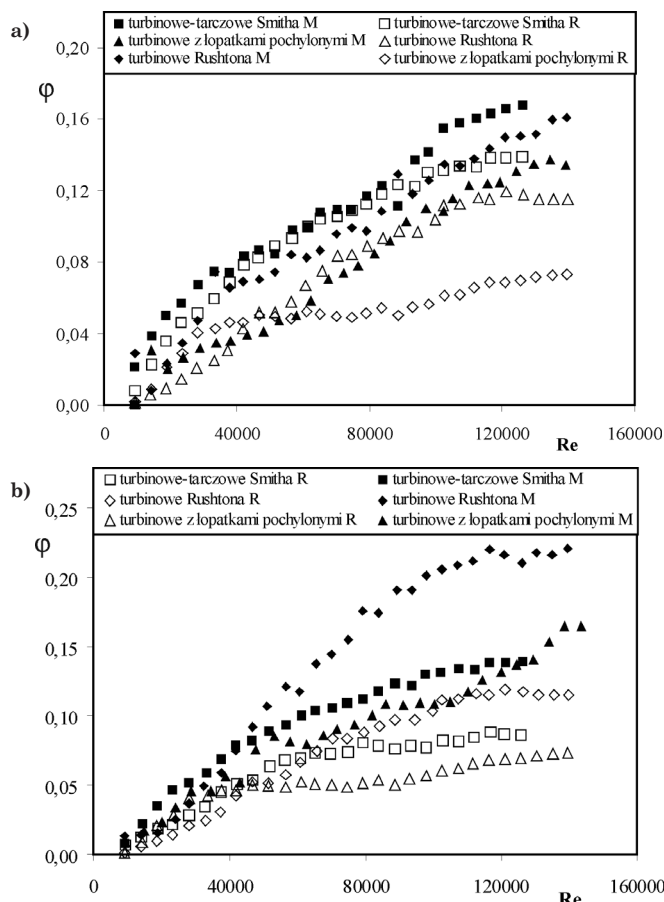 a)
turbinowe-tarczowe Smitha M turbinowe-tarczowe Smitha R
turbinowe z łopatkami pochylonymi M turbinowe Rushtona R
turbinowe Rushtona M turbinowe z łopatkami pochylonymi R
0,20
φ
0,16
0,12
0,08
0,04
0,00
0 40000 80000 120000 160000
Re
b)
turbinowe-tarczowe Smitha R turbinowe-tarczowe Smitha M
turbinowe Rushtona R turbinowe Rushtona M
turbinowe z łopatkami pochylonymi R turbinowe z łopatkami pochylonymi M
0,25
φ
0,20
0,15
0,10
0,05
0,00
0 40000 80000 120000 160000
Re